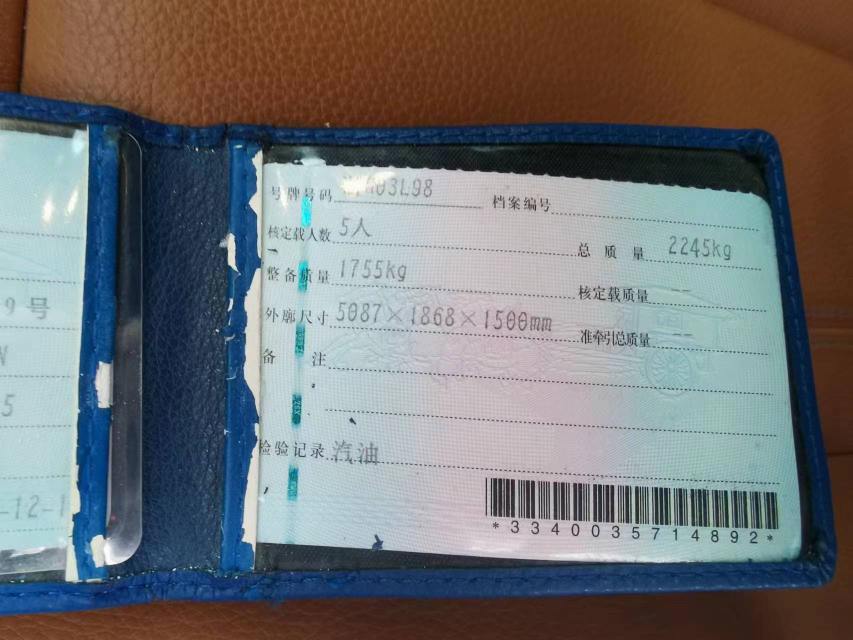 9号
5
-12-1
号牌号码 A03L98 档案编号
核定载人数 5人 总质量 2245kg
整备质量 1755kg 核定载质量 --
外廓尺寸 5087×1868×1500mm 准牵引总质量 --
备注
检验记录 汽油
*3340035714892*